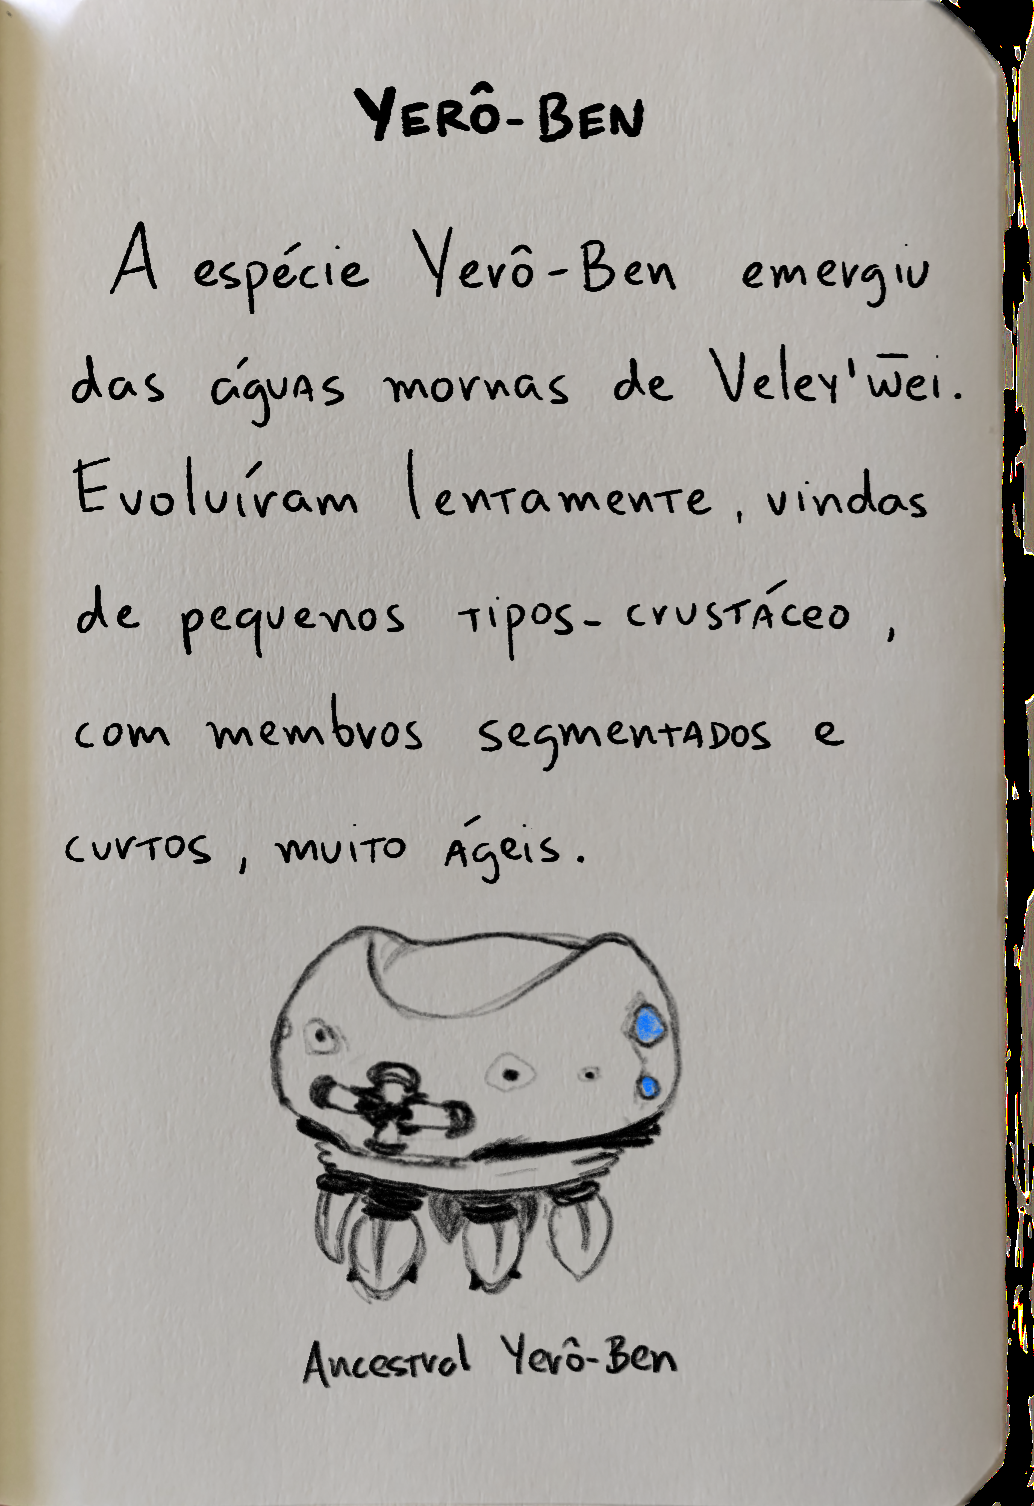 YERÔ-BEN
A espécie Yerô-Ben emergiu
das águas mornas de Veley'w̄ei.
Evoluíram lentamente, vindas
de pequenos tipos-crustáceo,
com membros segmentados e
curtos, muito ágeis.
Ancestral Yerô-Ben